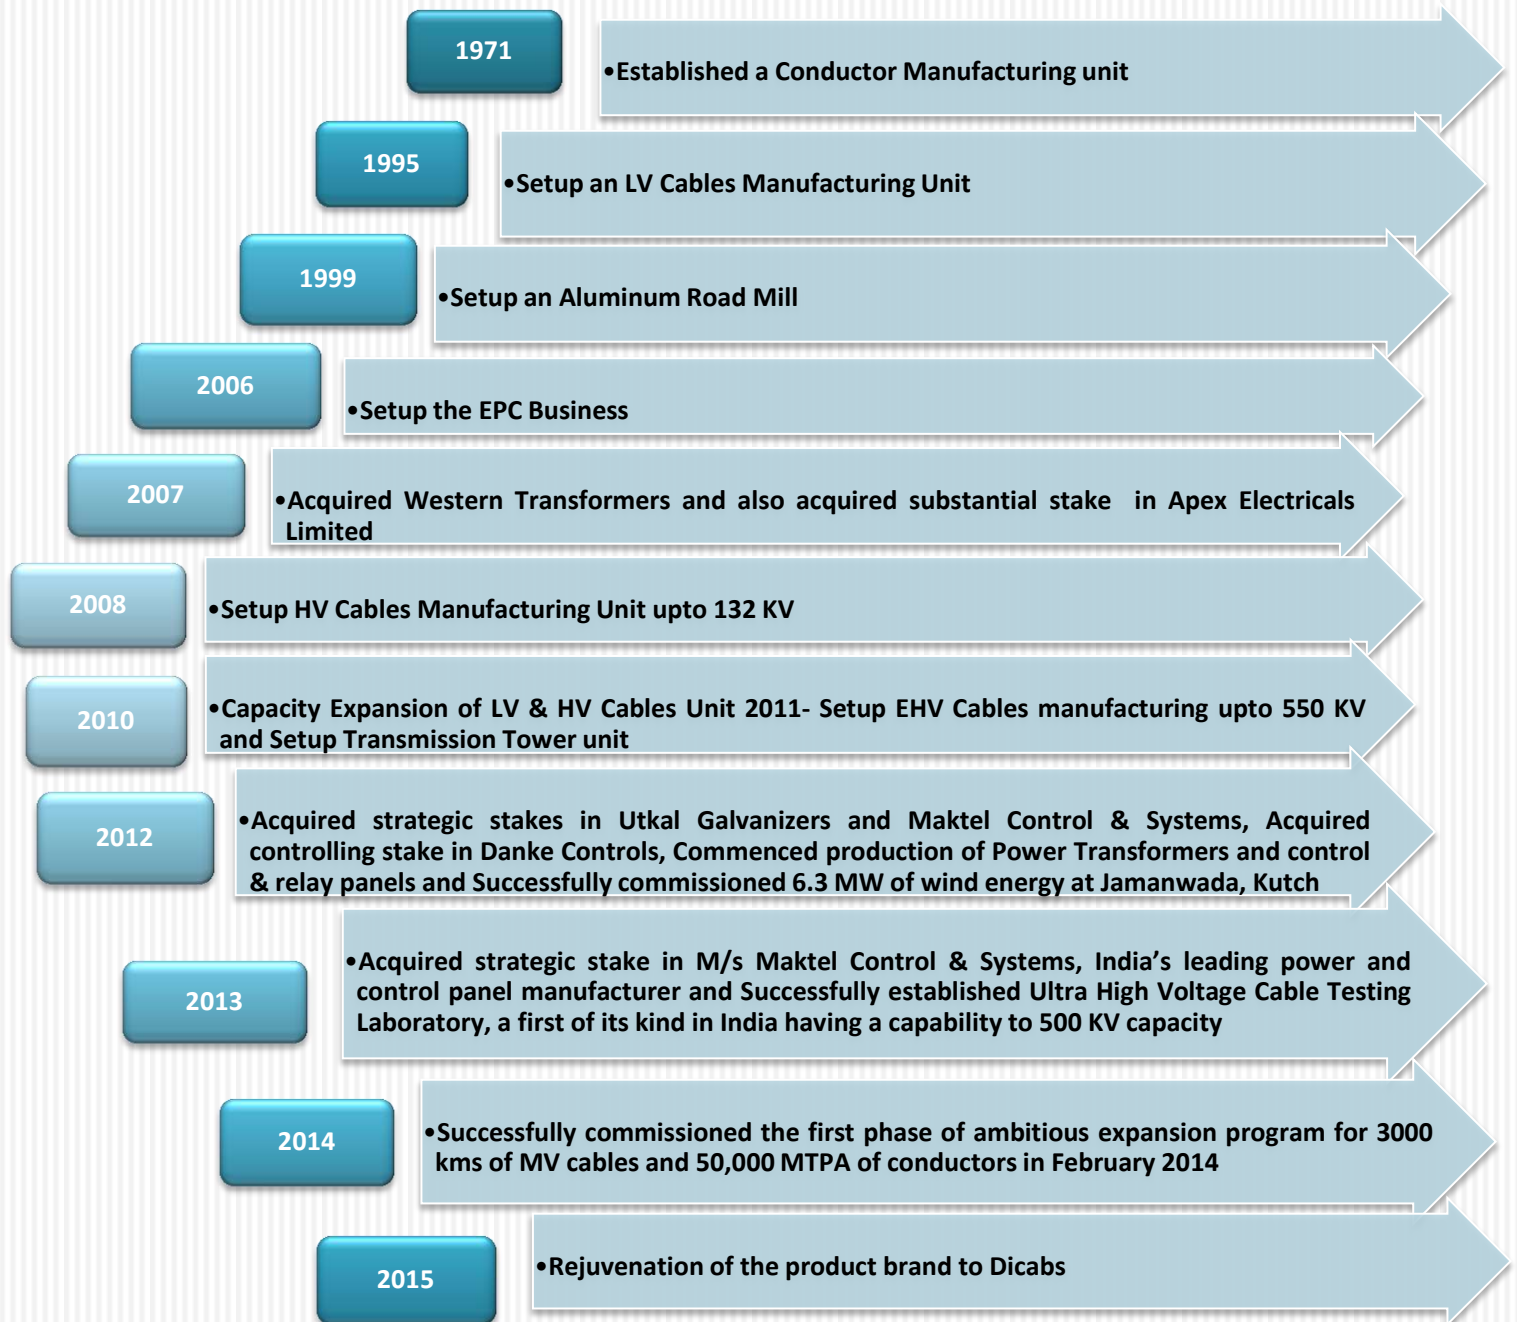 1971
•Established a Conductor Manufacturing unit
1995
•Setup an LV Cables Manufacturing Unit
1999
•Setup an Aluminum Road Mill
2006
•Setup the EPC Business
2007
•Acquired Western Transformers and also acquired substantial stake in Apex Electricals
Limited
2008
•Setup HV Cables Manufacturing Unit upto 132 KV
2010
•Capacity Expansion of LV & HV Cables Unit 2011- Setup EHV Cables manufacturing upto 550 KV
and Setup Transmission Tower unit
2012
•Acquired strategic stakes in Utkal Galvanizers and Maktel Control & Systems, Acquired
controlling stake in Danke Controls, Commenced production of Power Transformers and control
& relay panels and Successfully commissioned 6.3 MW of wind energy at Jamanwada, Kutch
2013
•Acquired strategic stake in M/s Maktel Control & Systems, India’s leading power and
control panel manufacturer and Successfully established Ultra High Voltage Cable Testing
Laboratory, a first of its kind in India having a capability to 500 KV capacity
2014
•Successfully commissioned the first phase of ambitious expansion program for 3000
kms of MV cables and 50,000 MTPA of conductors in February 2014
2015
•Rejuvenation of the product brand to Dicabs